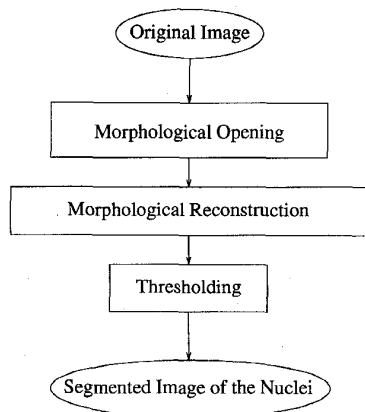 Original Image
Morphological Opening
Morphological Reconstruction
Thresholding
Segmented Image of the Nuclei